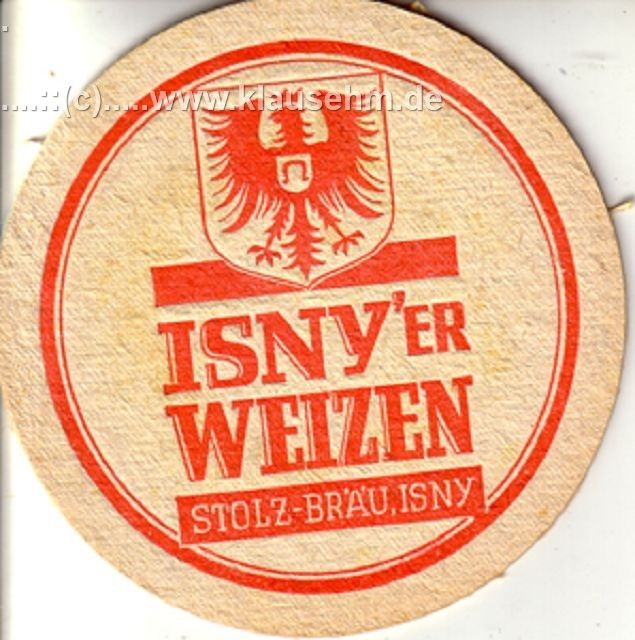 .....::(c).....www.klausehm.de
ISNY'ER
WEIZEN
STOLZ-BRÄU, ISNY